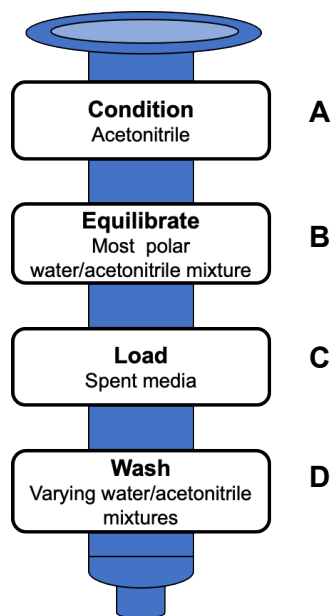 Condition
Acetonitrile
A
Equilibrate
Most polar
water/acetonitrile mixture
B
Load
Spent media
C
Wash
Varying water/acetonitrile
mixtures
D